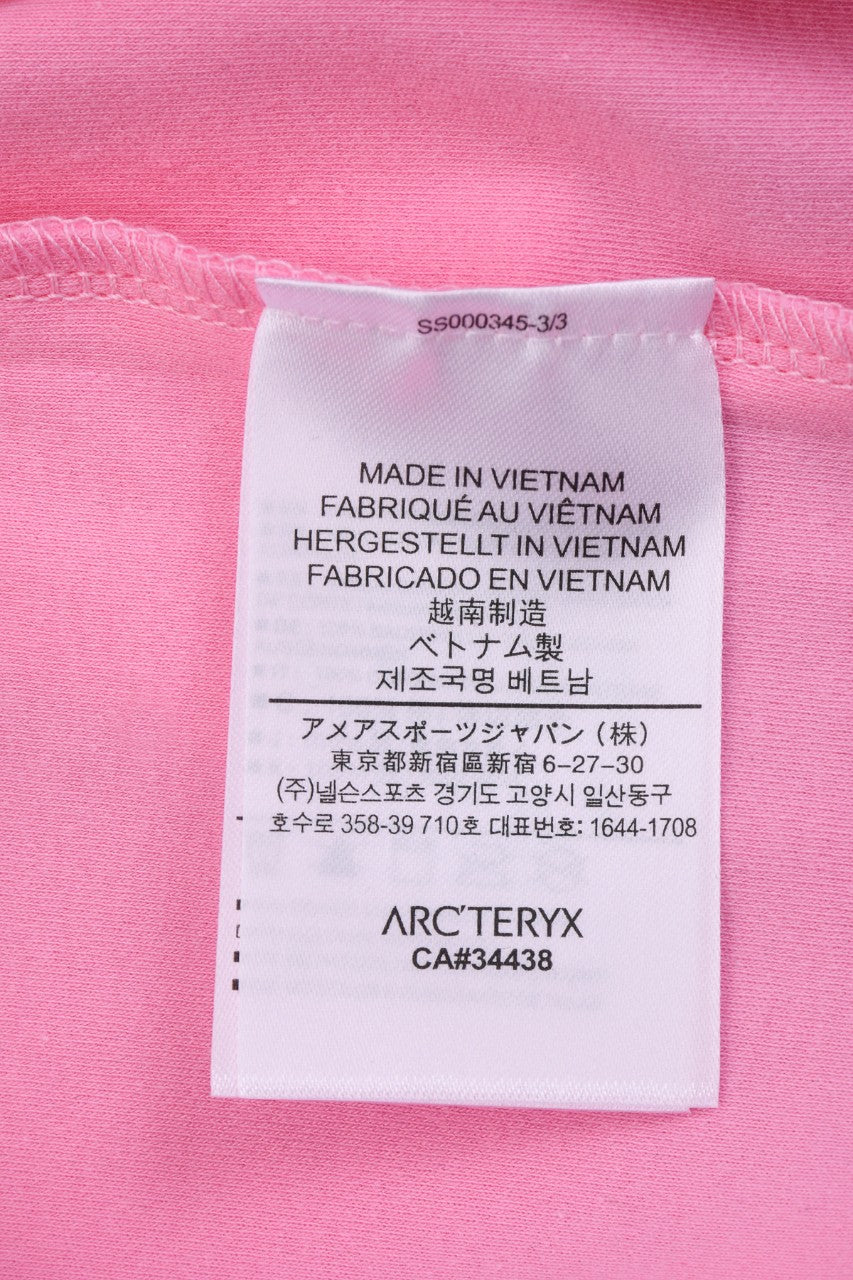 SS000345-3/3
MADE IN VIETNAM
FABRIQUÉ AU VIÊTNAM
HERGESTELLT IN VIETNAM
FABRICADO EN VIETNAM
越南制造
ベトナム製
제조국명 베트남
アメアスポーツジャパン（株）
東京都新宿區新宿 6-27-30
(주)넬슨스포츠 경기도 고양시 일산동구
호수로 358-39 710호 대표번호: 1644-1708
ARC'TERYX
CA#34438